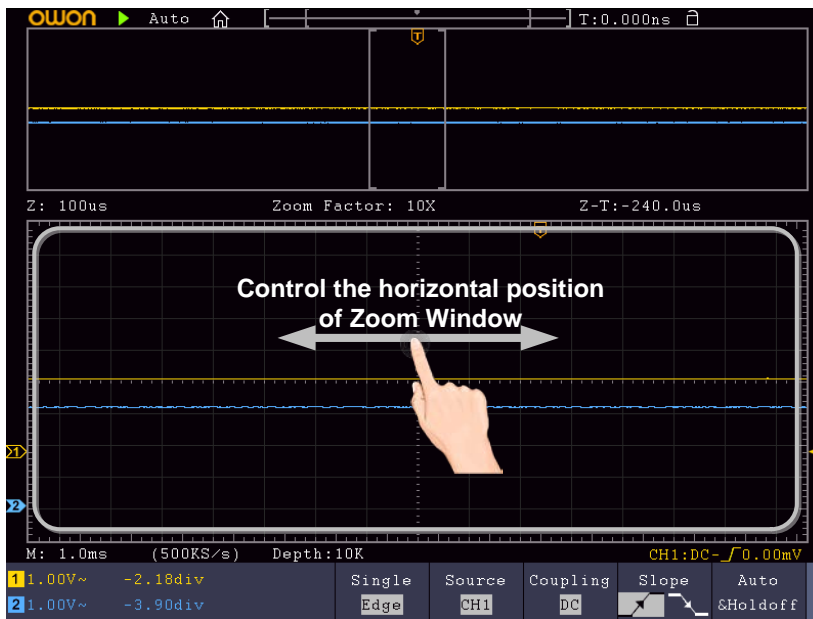 OWON Auto T:0.000ns
T
Z: 100us Zoom Factor: 10X Z-T:-240.0us
T
Control the horizontal position
of Zoom Window
1
2
M: 1.0ms (500KS/s) Depth:10K CH1:DC- 0.00mV
1 1.00V~ -2.18div Single Source Coupling Slope Auto
2 1.00V~ -3.90div Edge CH1 DC &Holdoff